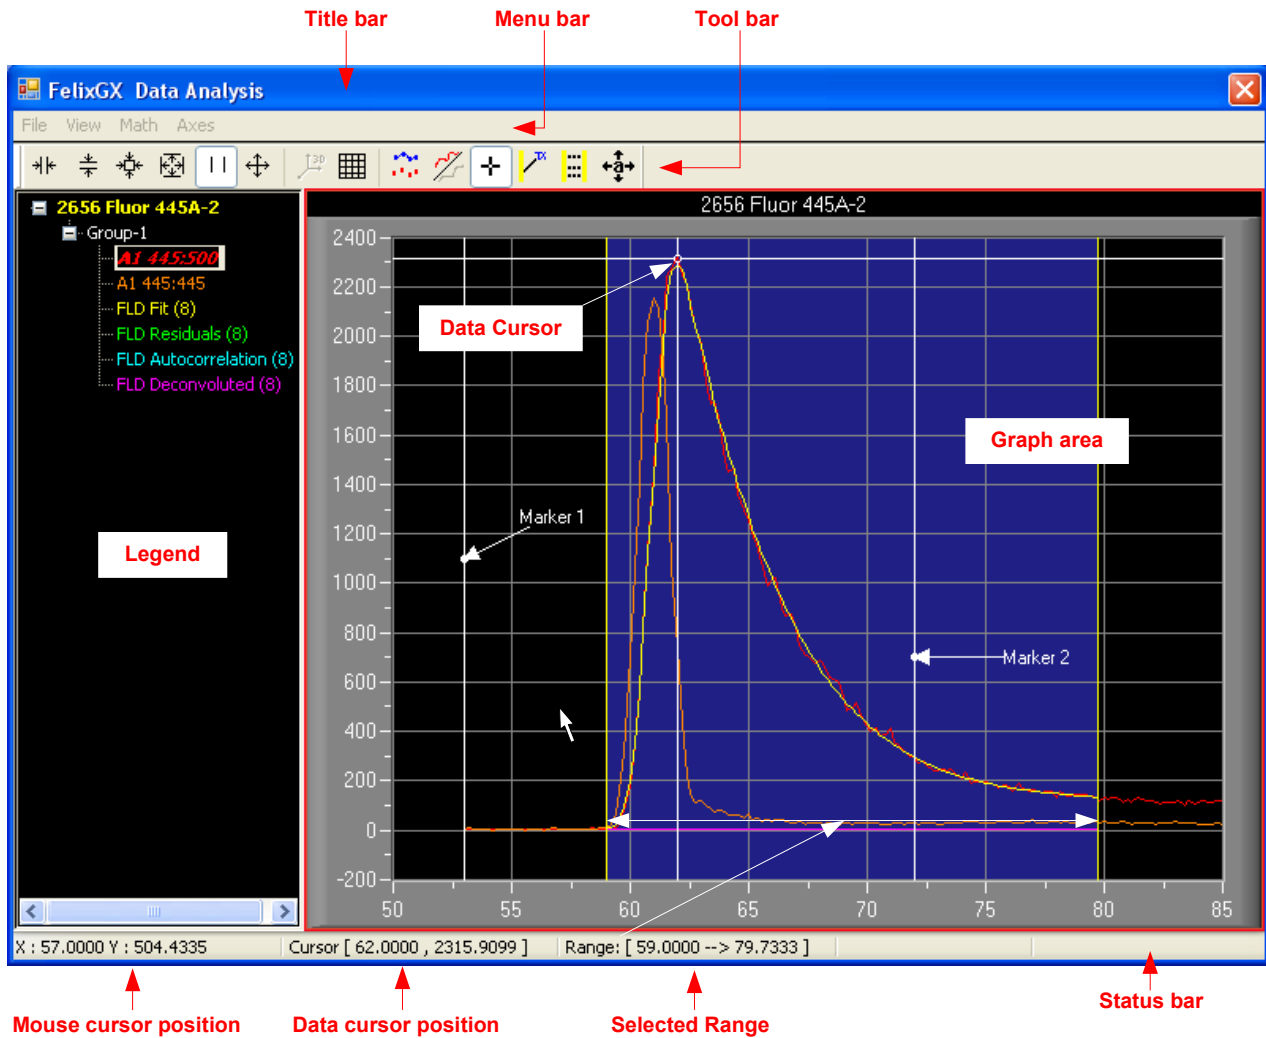 Title bar
Menu bar
Tool bar
FelixGX Data Analysis
File View Math Axes
3D
TX
a
2656 Fluor 445A-2
Group-1
A1 445:500
A1 445:445
FLD Fit (8)
FLD Residuals (8)
FLD Autocorrelation (8)
FLD Deconvoluted (8)
Legend
2656 Fluor 445A-2
2400
2200
2000
1800
1600
1400
1200
1000
800
600
400
200
0
-200
Data Cursor
Graph area
Marker 1
Marker 2
50 55 60 65 70 75 80 85
X : 57.0000 Y : 504.4335
Cursor [ 62.0000 , 2315.9099 ]
Range: [ 59.0000 --> 79.7333 ]
Mouse cursor position
Data cursor position
Selected Range
Status bar